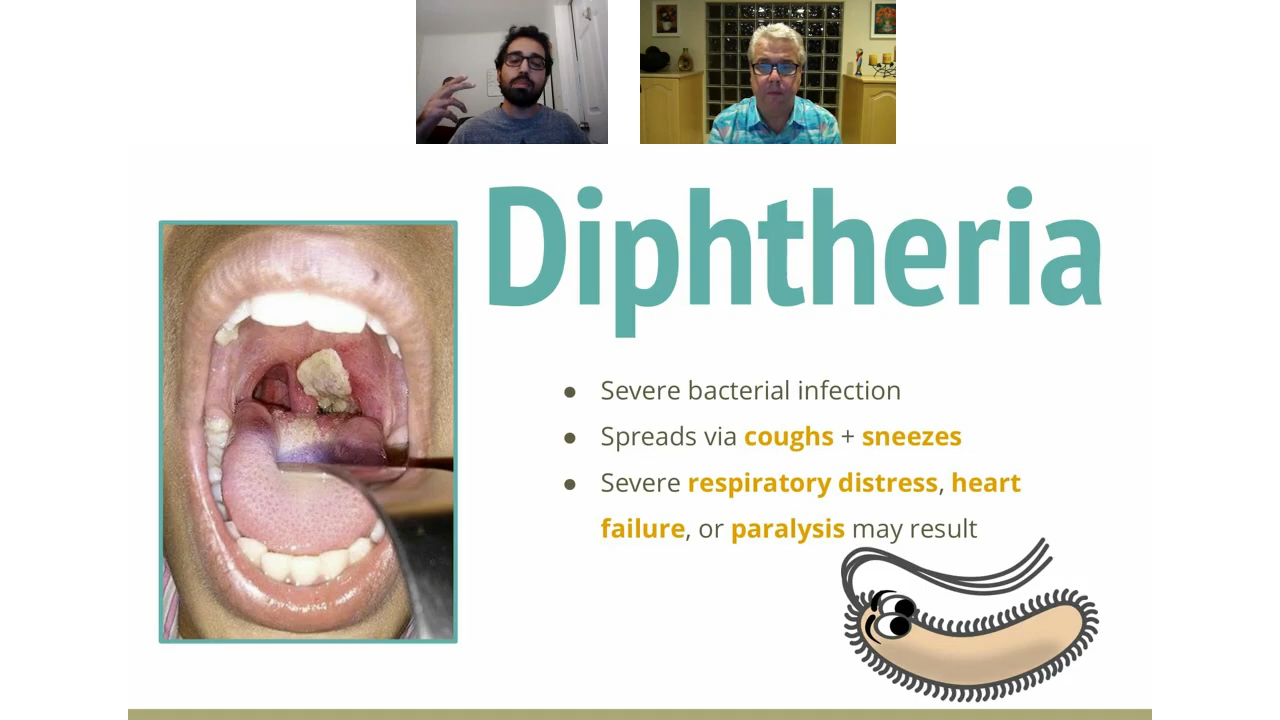 Diphtheria
● Severe bacterial infection
● Spreads via coughs + sneezes
● Severe respiratory distress, heart
failure, or paralysis may result